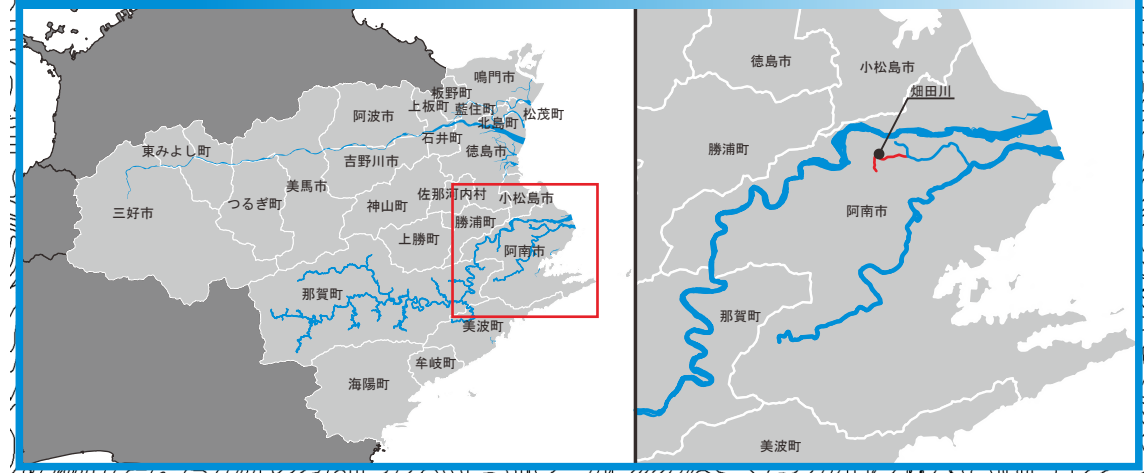 鳴門市
板野町
上板町
藍住町
松茂町
北島町
阿波市
石井町
徳島市
東みよし町
吉野川市
美馬市
佐那河内村
小松島市
三好市
つるぎ町
神山町
勝浦町
上勝町
阿南市
那賀町
美波町
牟岐町
海陽町
徳島市
小松島市
畑田川
勝浦町
阿南市
那賀町
美波町